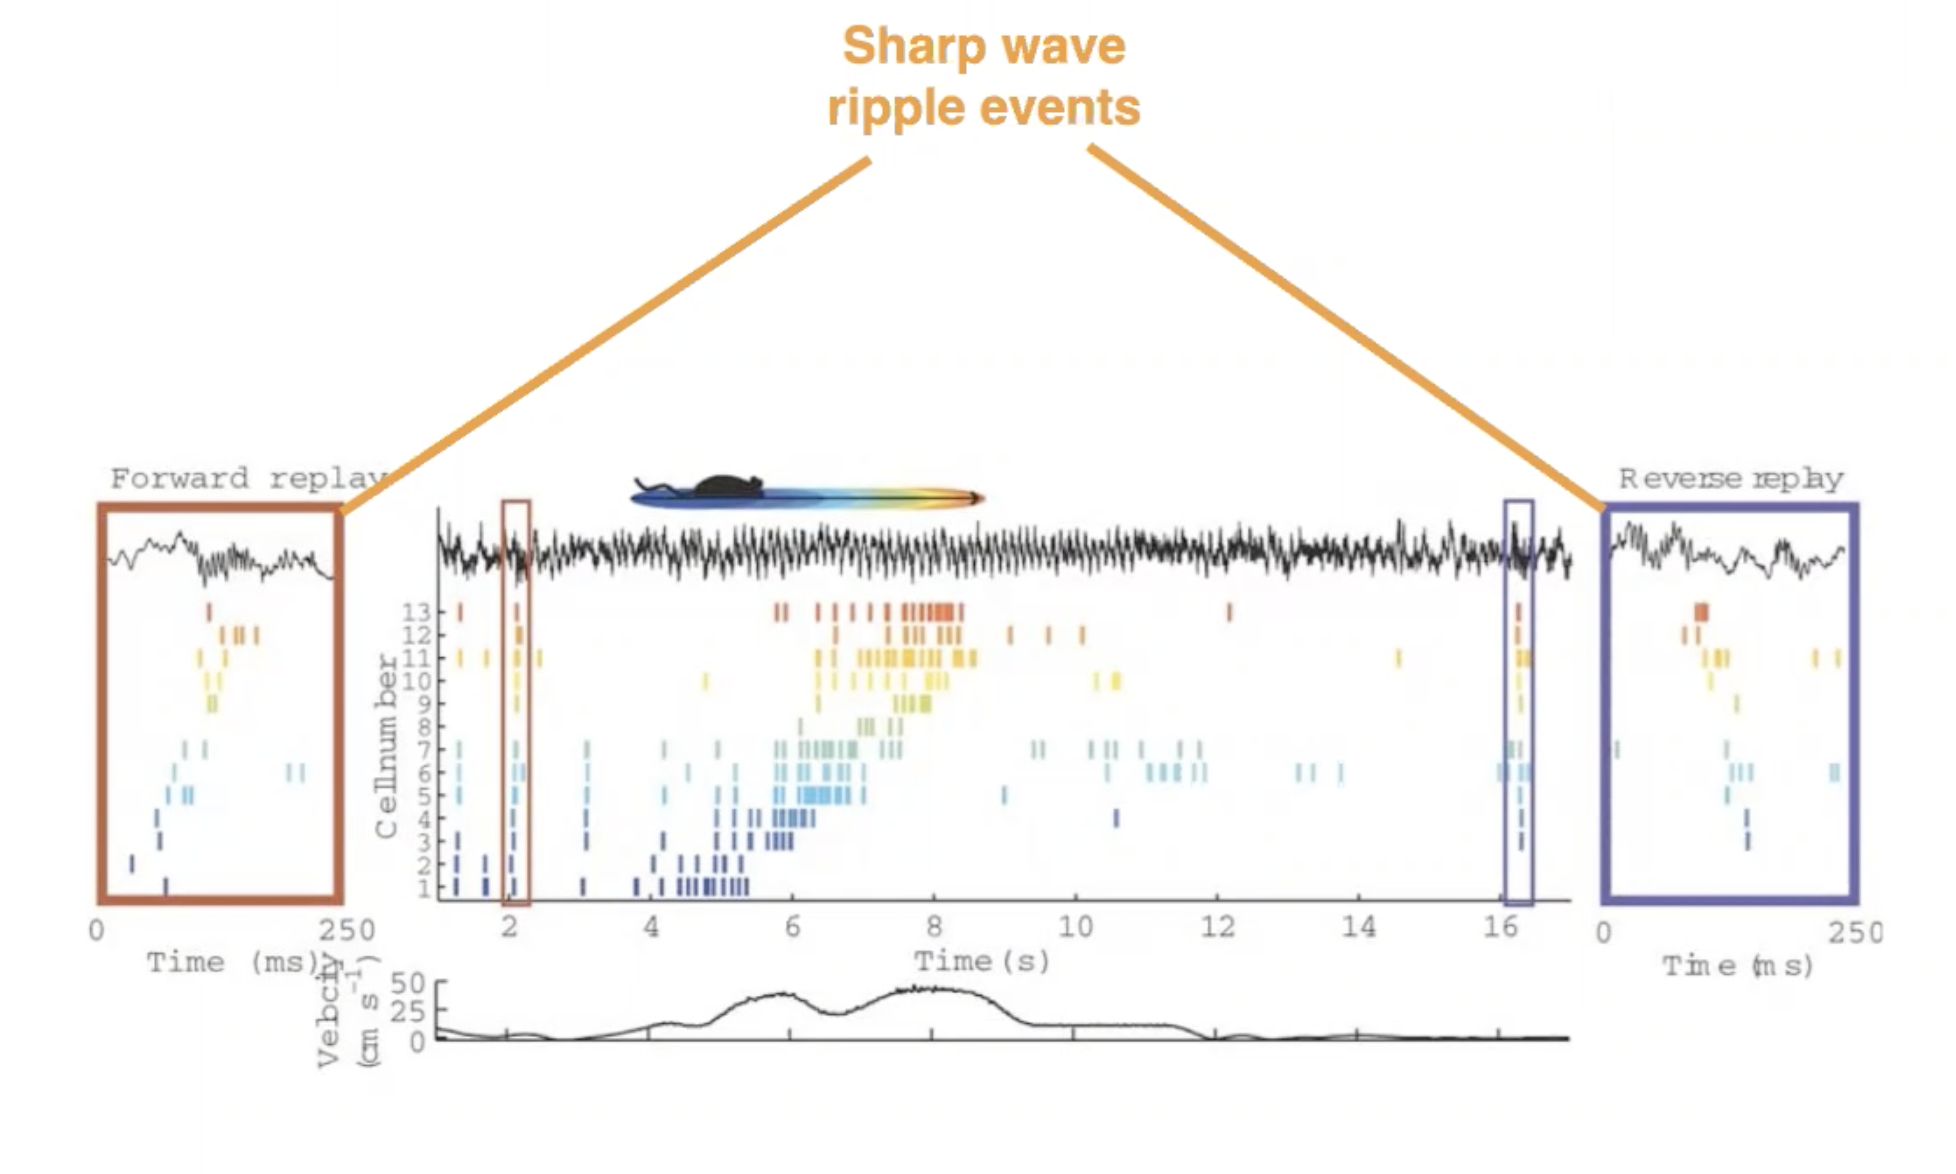 Sharp wave
ripple events
Forward replay
Reverse replay
Cell number
13
12
11
10
9
8
7
6
5
4
3
2
1
0
250
Time (ms)
2
4
6
8
10
12
14
16
Time (s)
0
250
Time (ms)
Velocity
(cm s⁻¹)
50
25
0